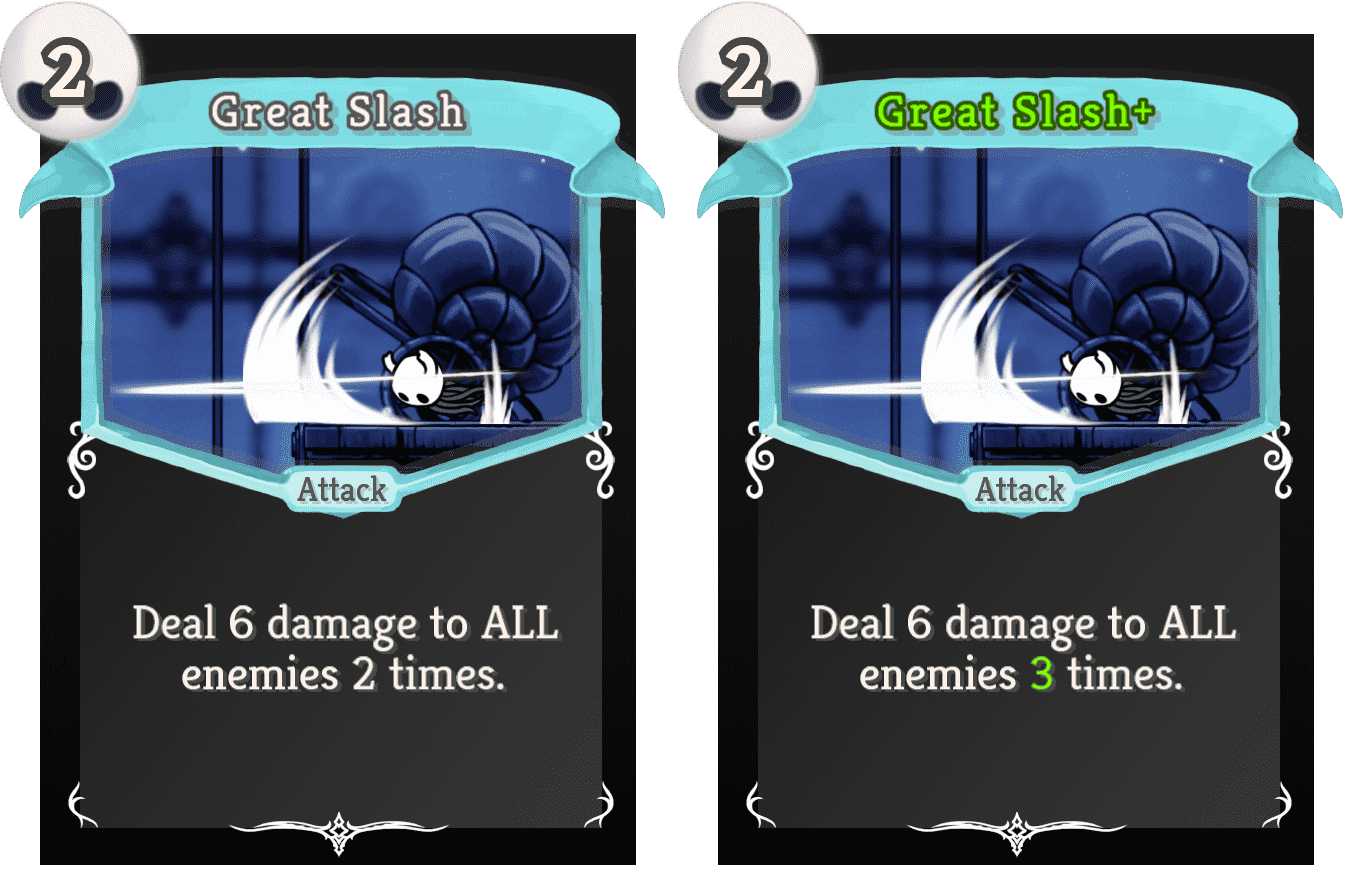 2
Great Slash
Attack
Deal 6 damage to ALL
enemies 2 times.
2
Great Slash+
Attack
Deal 6 damage to ALL
enemies 3 times.